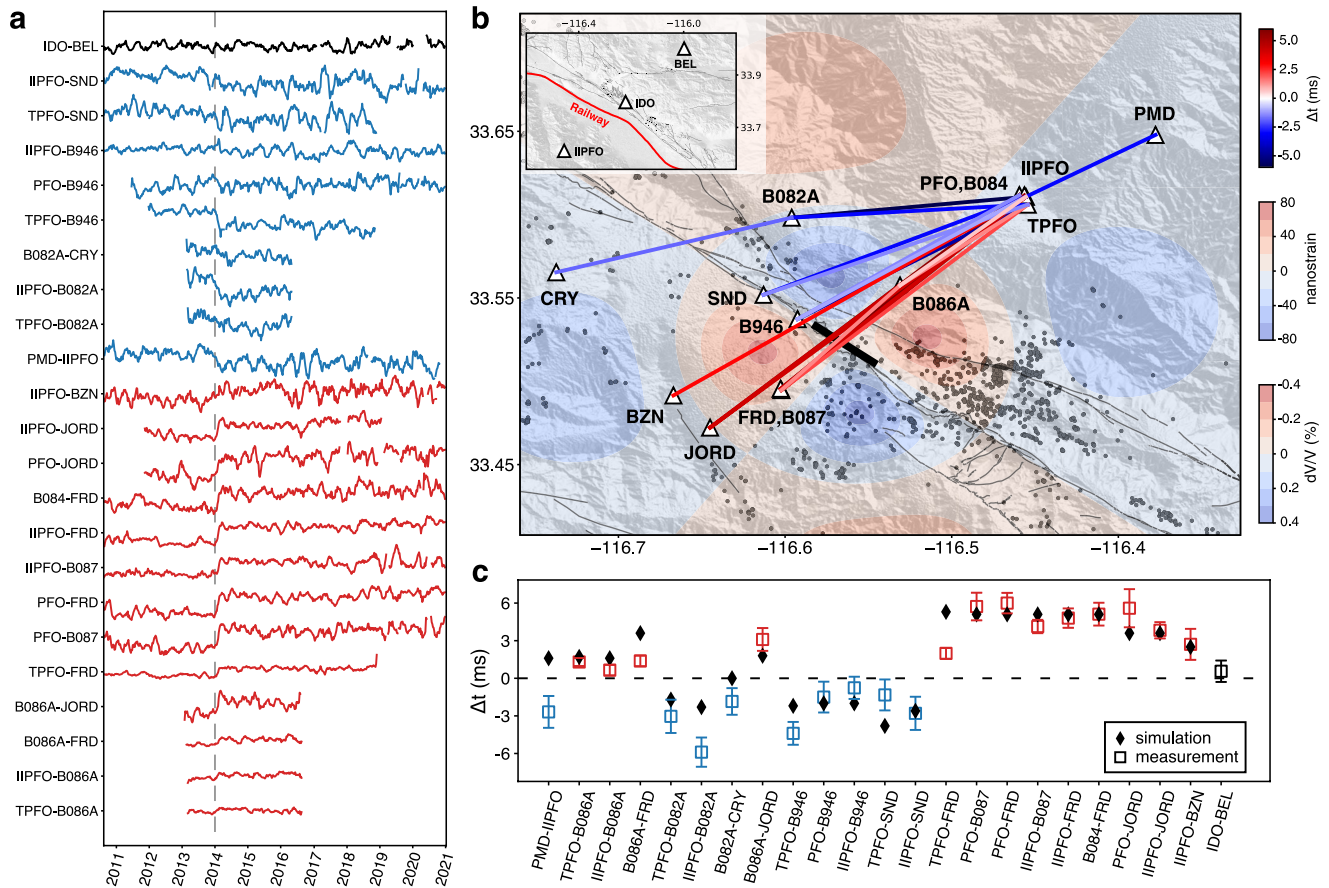 a
IDO-BEL
IIPFO-SND
TPFO-SND
IIPFO-B946
PFO-B946
TPFO-B946
B082A-CRY
IIPFO-B082A
TPFO-B082A
PMD-IIPFO
IIPFO-BZN
IIPFO-JORD
PFO-JORD
B084-FRD
IIPFO-FRD
IIPFO-B087
PFO-FRD
PFO-B087
TPFO-FRD
B086A-JORD
B086A-FRD
IIPFO-B086A
TPFO-B086A
2011 2012 2013 2014 2015 2016 2017 2018 2019 2020 2021
b
−116.4 −116.0
BEL
33.9
IDO
Railway
33.7
IIPFO
33.65
33.55
33.45
PMD
IIPFO
PFO,B084
B082A
TPFO
CRY
SND
B086A
B946
BZN
FRD,B087
JORD
−116.7 −116.6 −116.5 −116.4
5.0
2.5
0.0
-2.5
-5.0
Δt (ms)
80
40
0
-40
-80
nanostrain
-0.4
-0.2
0
0.2
0.4
dV/V (%)
c
Δt (ms)
6
3
0
-3
-6
simulation
measurement
PMD-IIPFO
TPFO-B086A
IIPFO-B086A
B086A-FRD
TPFO-B082A
IIPFO-B082A
B082A-CRY
B086A-JORD
TPFO-B946
PFO-B946
IIPFO-B946
TPFO-SND
IIPFO-SND
TPFO-FRD
PFO-B087
PFO-FRD
IIPFO-B087
IIPFO-FRD
B084-FRD
PFO-JORD
IIPFO-JORD
IIPFO-BZN
IDO-BEL